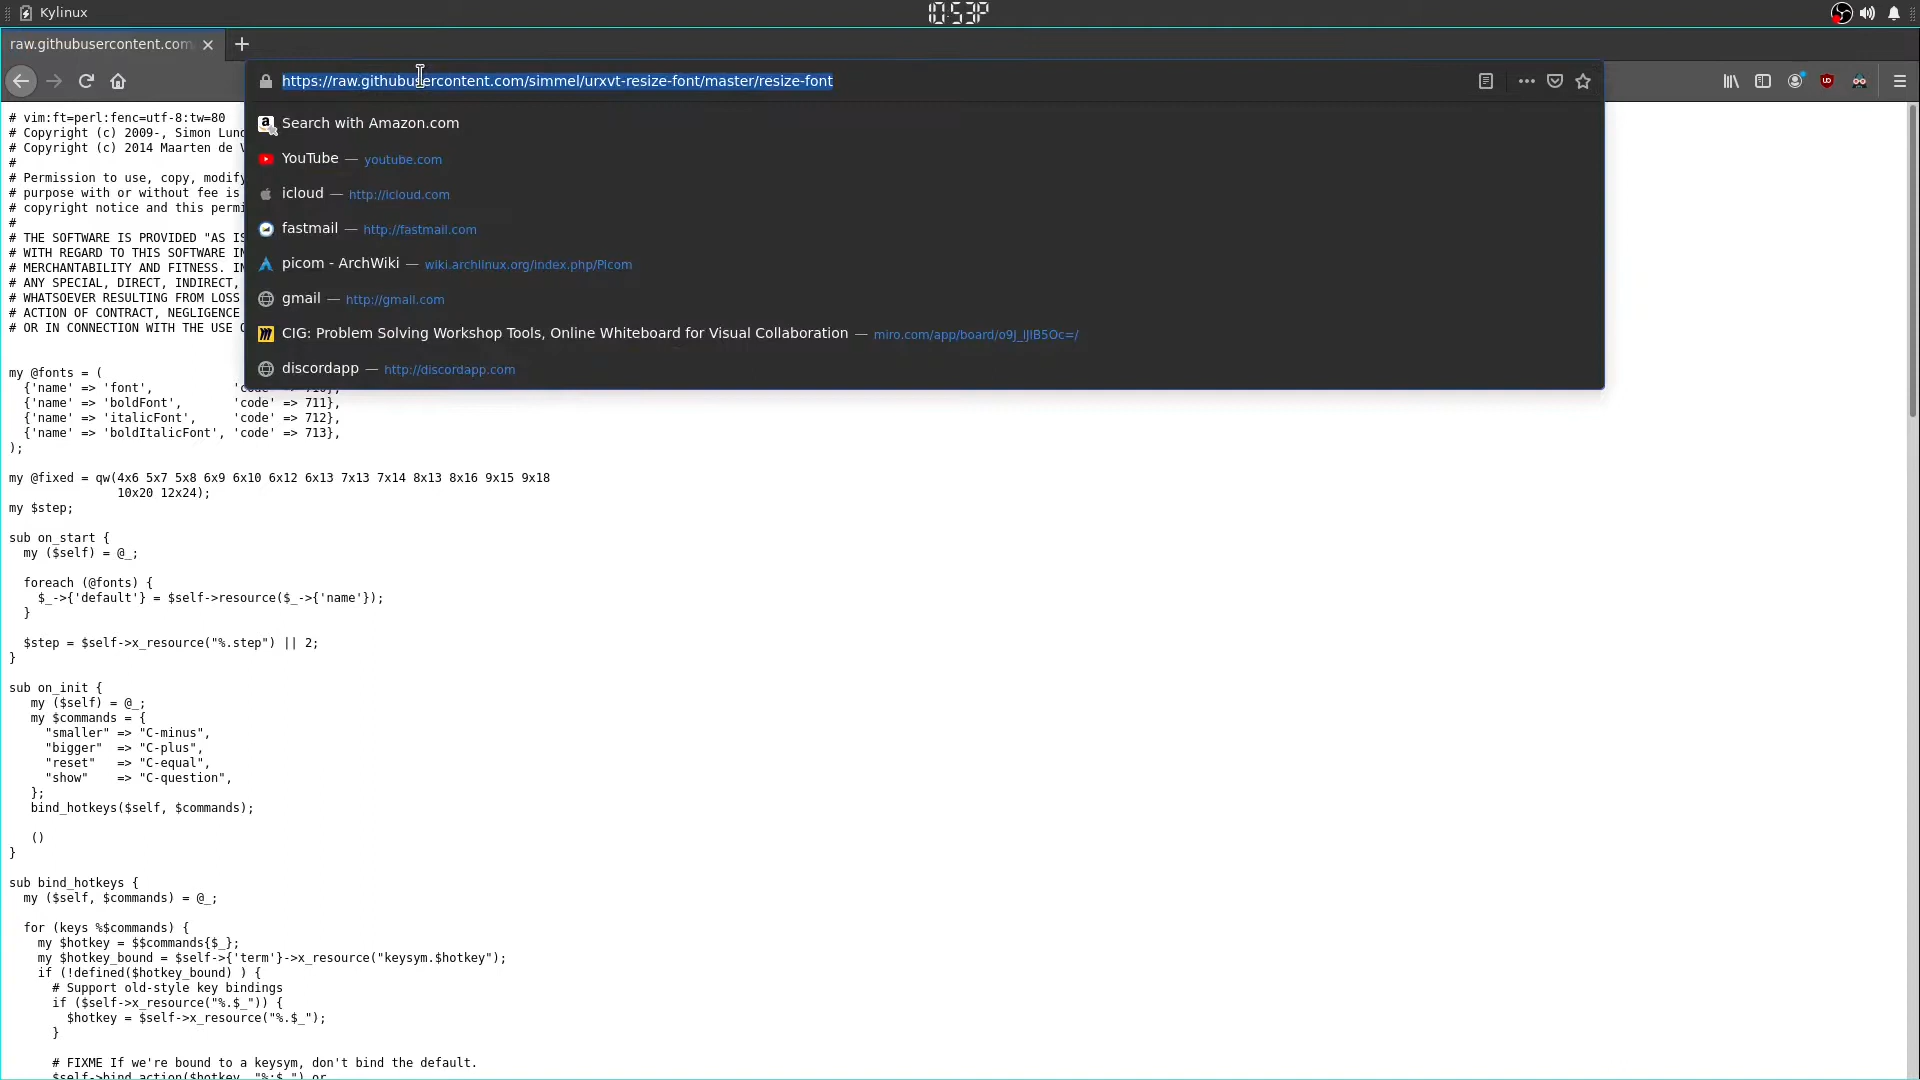 Kylinux
10:53P
raw.githubusercontent.com
https://raw.githubusercontent.com/simmel/urxvt-resize-font/master/resize-font
Search with Amazon.com
YouTube — youtube.com
icloud — http://icloud.com
fastmail — http://fastmail.com
picom - ArchWiki — wiki.archlinux.org/index.php/Picom
gmail — http://gmail.com
CIG: Problem Solving Workshop Tools, Online Whiteboard for Visual Collaboration — miro.com/app/board/o9J_lJlB5Oc=/
discordapp — http://discordapp.com
# vim:ft=perl:fenc=utf-8:tw=80
# Copyright (c) 2009-, Simon
# Copyright (c) 2014 Maarten de
#
# Permission to use, copy, modify
# purpose with or without fee is
# copyright notice and this
#
# THE SOFTWARE IS PROVIDED "AS
# WITH REGARD TO THIS SOFTWARE
# MERCHANTABILITY AND FITNESS.
# ANY SPECIAL, DIRECT, INDIRECT,
# WHATSOEVER RESULTING FROM LOSS
# ACTION OF CONTRACT, NEGLIGENCE
# OR IN CONNECTION WITH THE USE
my @fonts = (
{'name' => 'font',
{'name' => 'boldFont', 'code' => 711},
{'name' => 'italicFont', 'code' => 712},
{'name' => 'boldItalicFont', 'code' => 713},
);
my @fixed = qw(4x6 5x7 5x8 6x9 6x10 6x12 6x13 7x13 7x14 8x13 8x16 9x15 9x18
10x20 12x24);
my $step;
sub on_start {
my ($self) = @_;
foreach (@fonts) {
$_->{'default'} = $self->resource($_->{'name'});
}
$step = $self->x_resource("%.step") || 2;
}
sub on_init {
my ($self) = @_;
my $commands = {
"smaller" => "C-minus",
"bigger" => "C-plus",
"reset" => "C-equal",
"show" => "C-question",
};
bind_hotkeys($self, $commands);
()
}
sub bind_hotkeys {
my ($self, $commands) = @_;
for (keys %$commands) {
my $hotkey = $$commands{$_};
my $hotkey_bound = $self->{'term'}->x_resource("keysym.$hotkey");
if (!defined($hotkey_bound) ) {
# Support old-style key bindings
if ($self->x_resource("%.$_")) {
$hotkey = $self->x_resource("%.$_");
}
# FIXME If we're bound to a keysym, don't bind the default.
$self->bind_action($hotkey, "%:$_") or